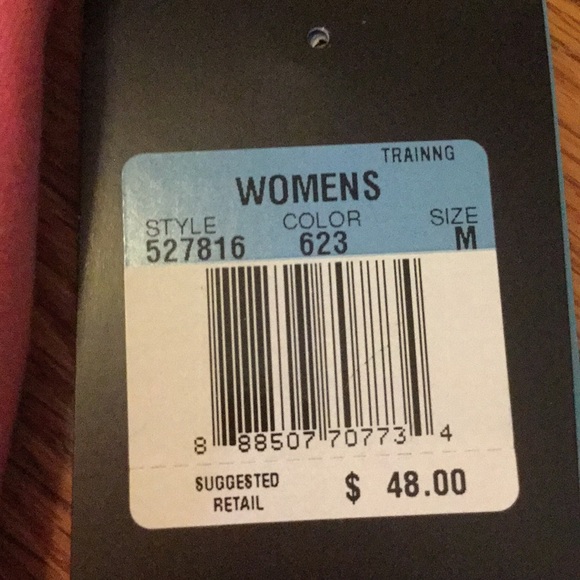 TRAINNG
WOMENS
STYLE COLOR SIZE
527816 623 M
8 88507 70773 4
SUGGESTED RETAIL $ 48.00